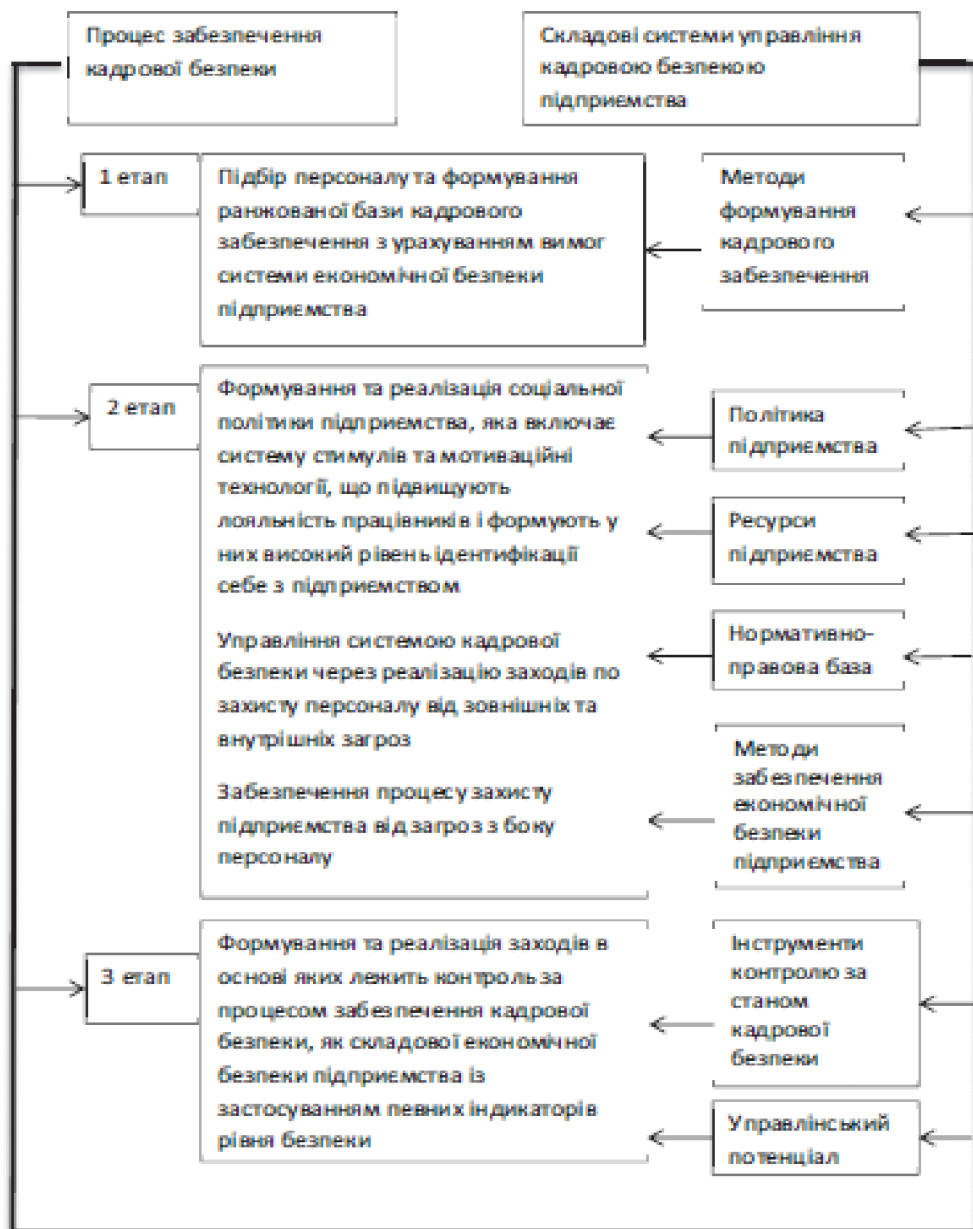 Процес забезпечення
кадрової безпеки
Складові системи управління
кадровою безпекою
підприємства
1 етап
Підбір персоналу та формування
ранжованої бази кадрового
забезпечення з урахуванням вимог
системи економічної безпеки
підприємства
Методи
формування
кадрового
забезпечення
2 етап
Формування та реалізація соціальної
політики підприємства, яка включає
систему стимулів та мотиваційні
технології, що підвищують
лояльність працівників і формують у
них високий рівень ідентифікації
себе з підприємством
Управління системою кадрової
безпеки через реалізацію заходів по
захисту персоналу від зовнішніх та
внутрішніх загроз
Забезпечення процесу захисту
підприємства від загроз з боку
персоналу
Політика
підприємства
Ресурси
підприємства
Нормативно-
правова база
Методи
забезпечення
економічної
безпеки
підприємства
3 етап
Формування та реалізація заходів в
основі яких лежить контроль за
процесом забезпечення кадрової
безпеки, як складової економічної
безпеки підприємства із
застосуванням певних індикаторів
рівня безпеки
Інструменти
контролю за
станом
кадрової
безпеки
Управлінський
потенціал